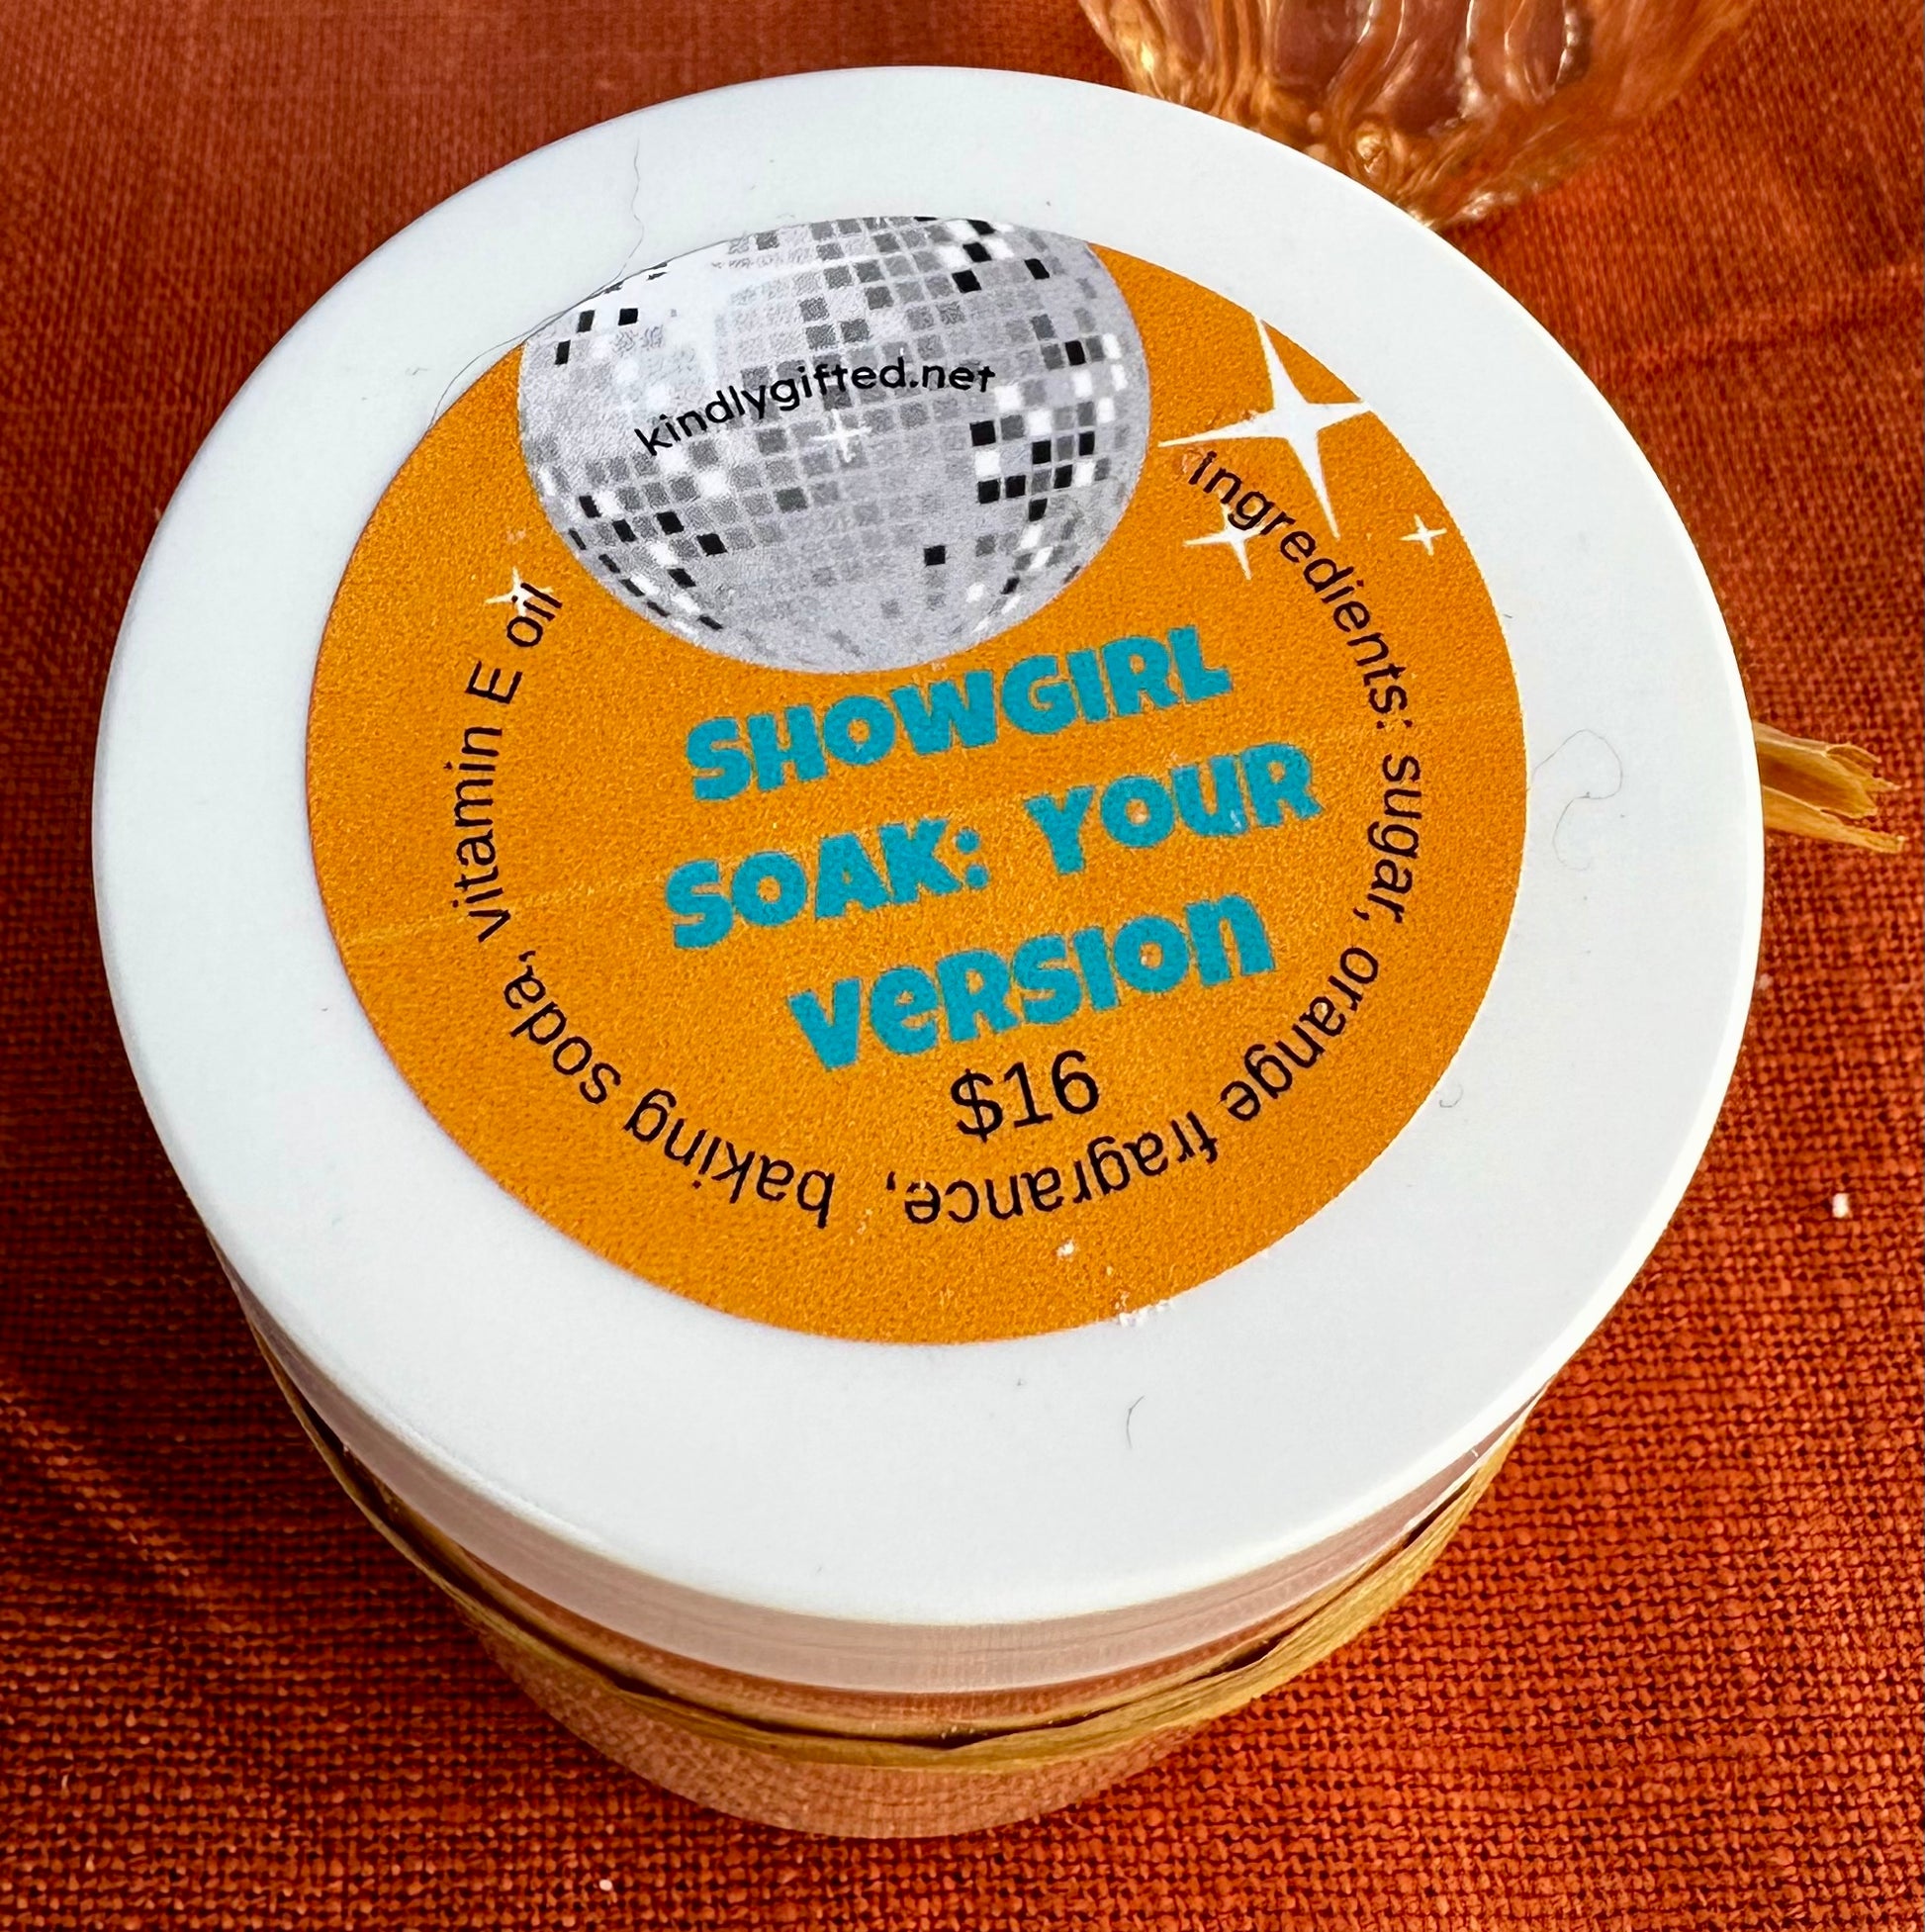 kindlygifted.net
SHOWGIRL
SOAK: YOUR
VERSION
$16
ingredients: sugar, orange fragrance, baking soda, vitamin E oil